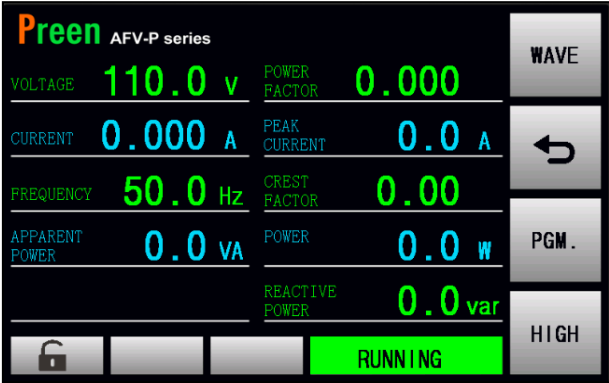 Preen AFV-P series
VOLTAGE 110.0 V
POWER FACTOR 0.000
CURRENT 0.000 A
PEAK CURRENT 0.0 A
FREQUENCY 50.0 Hz
CREST FACTOR 0.00
APPARENT POWER 0.0 VA
POWER 0.0 W
REACTIVE POWER 0.0 var
RUNNING
WAVE
PGM.
HIGH